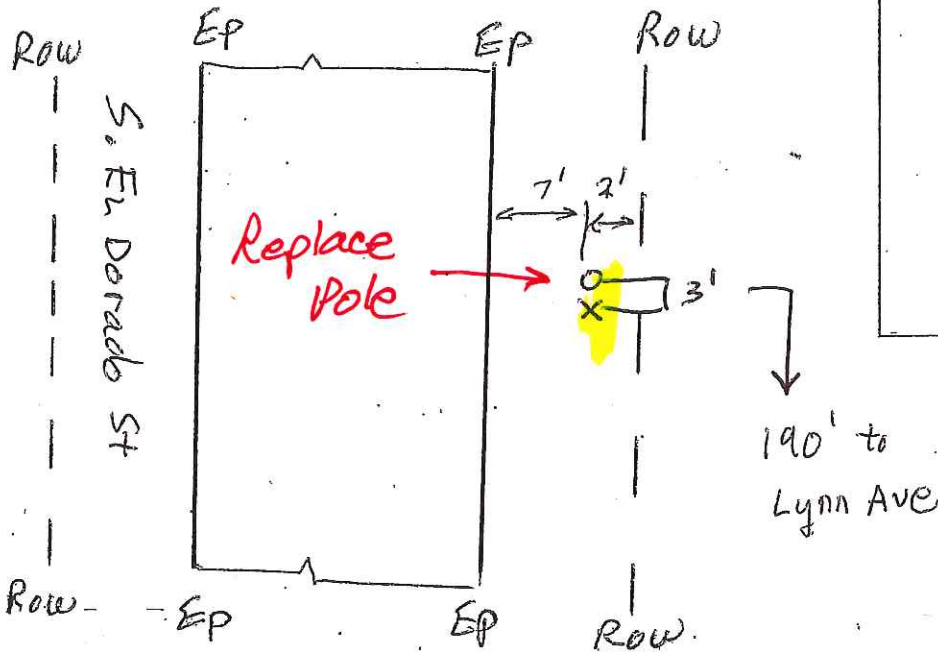 Row
Ep
Ep
Row
S. El Dorado St
7'
2'
Replace
Pole
3'
190' to
Lynn Ave
Row
Ep
Ep
Row